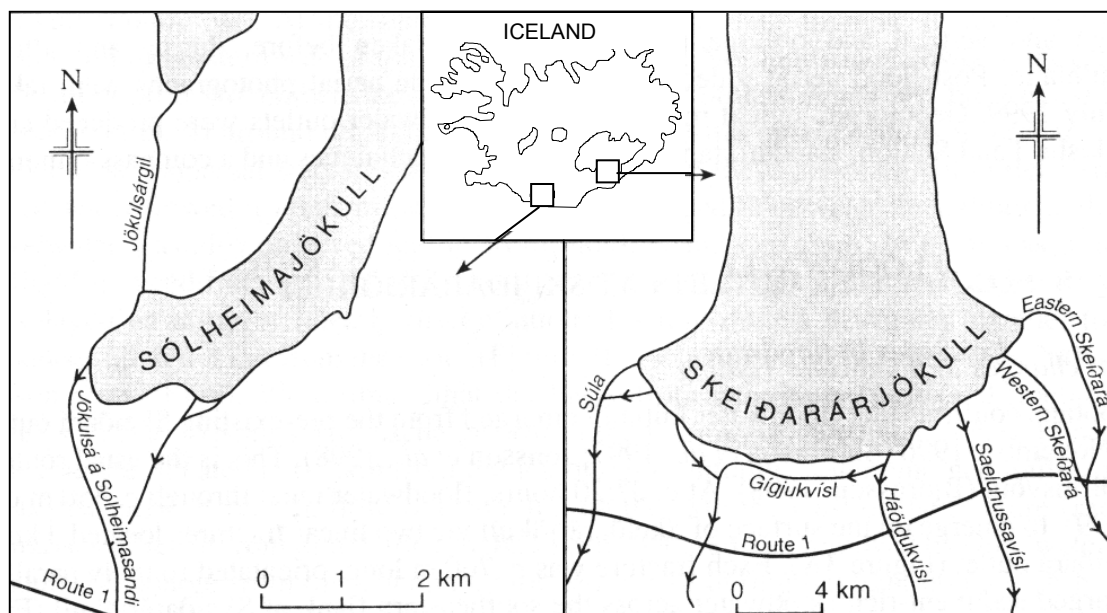 ICELAND
N
Jökulsárgil
SÓLHEIMAJÖKULL
Jökulsá á Sólheimasandi
Route 1
0 1 2 km
N
SKEIÐARÁRJÖKULL
Súla
Gígjukvísl
Háöldukvísl
Saeluhussavísl
Western Skeiðará
Eastern Skeiðará
Route 1
0 4 km